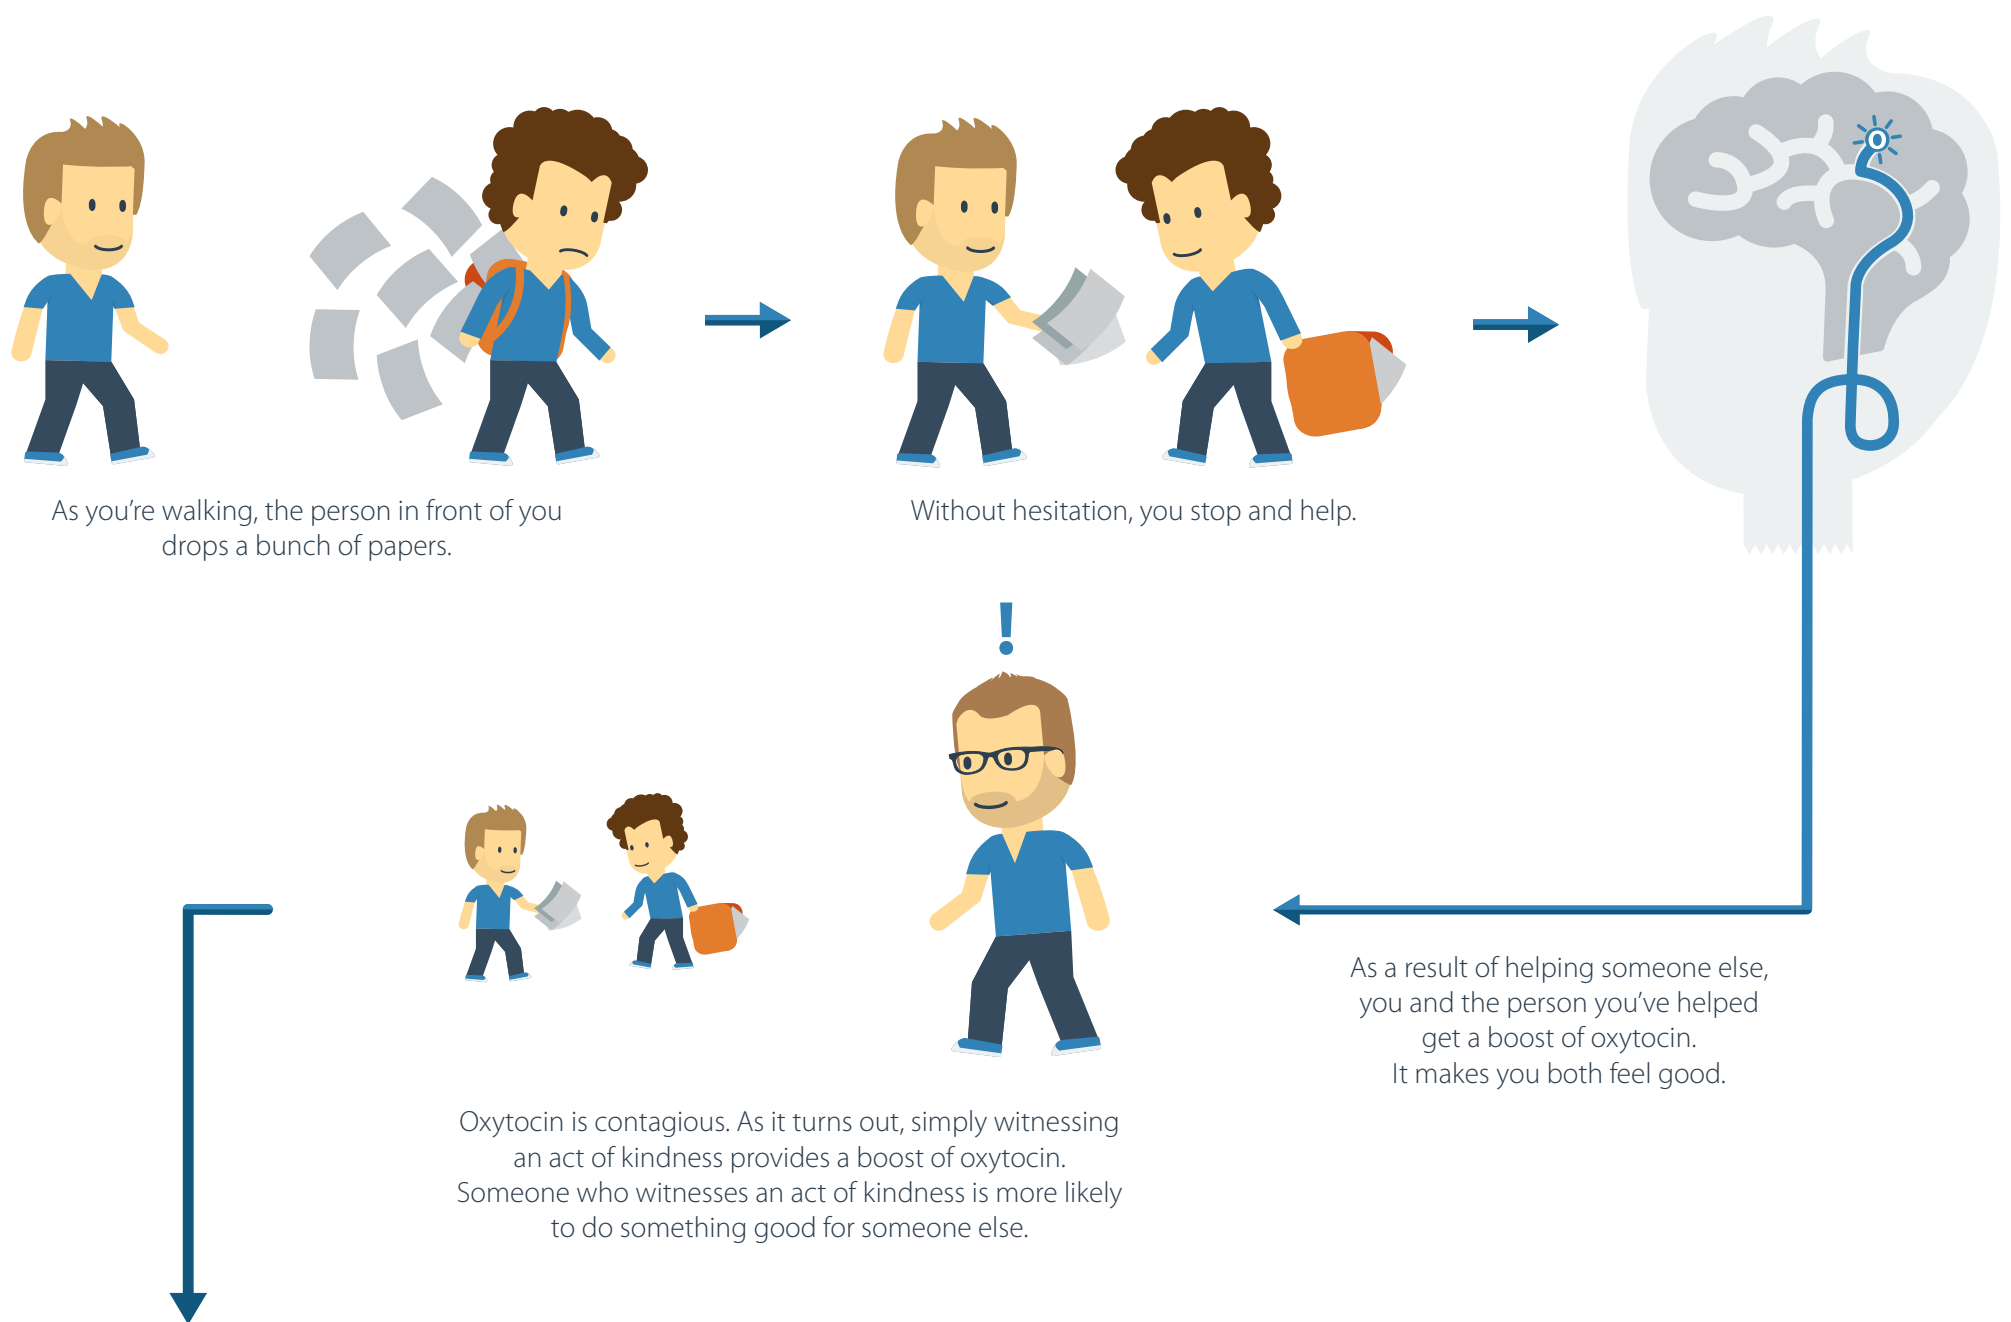 As you’re walking, the person in front of you
drops a bunch of papers.
Without hesitation, you stop and help.
!
As a result of helping someone else,
you and the person you’ve helped
get a boost of oxytocin.
It makes you both feel good.
Oxytocin is contagious. As it turns out, simply witnessing
an act of kindness provides a boost of oxytocin.
Someone who witnesses an act of kindness is more likely
to do something good for someone else.